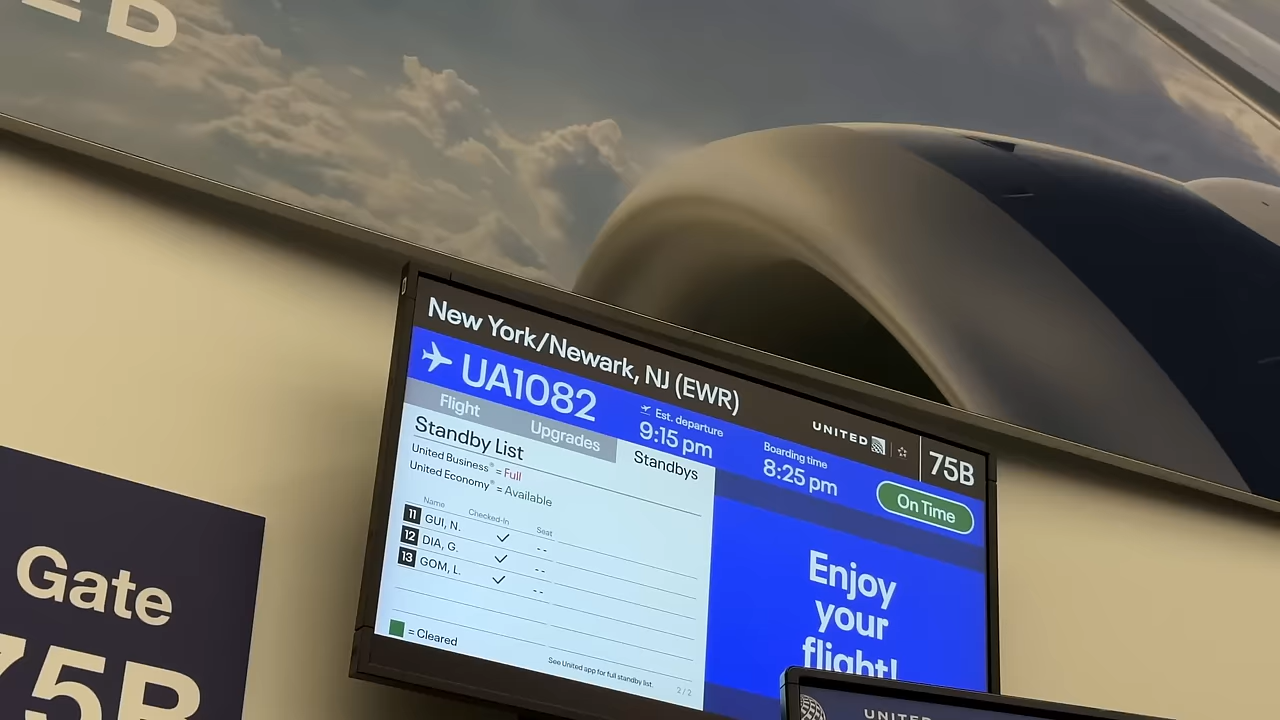 ED
New York/Newark, NJ (EWR)
UNITED
75B
UA1082
Est. departure
9:15 pm
Boarding time
8:25 pm
On Time
Flight
Upgrades
Standbys
Standby List
United Business® = Full
United Economy® = Available
Name Checked-In Seat
11 GUI, N. ✓ --
12 DIA, G. ✓ --
13 GOM, L. ✓ --
= Cleared
See United app for full standby list.
2/2
Enjoy
your
flight!
Gate
75B
UNITED